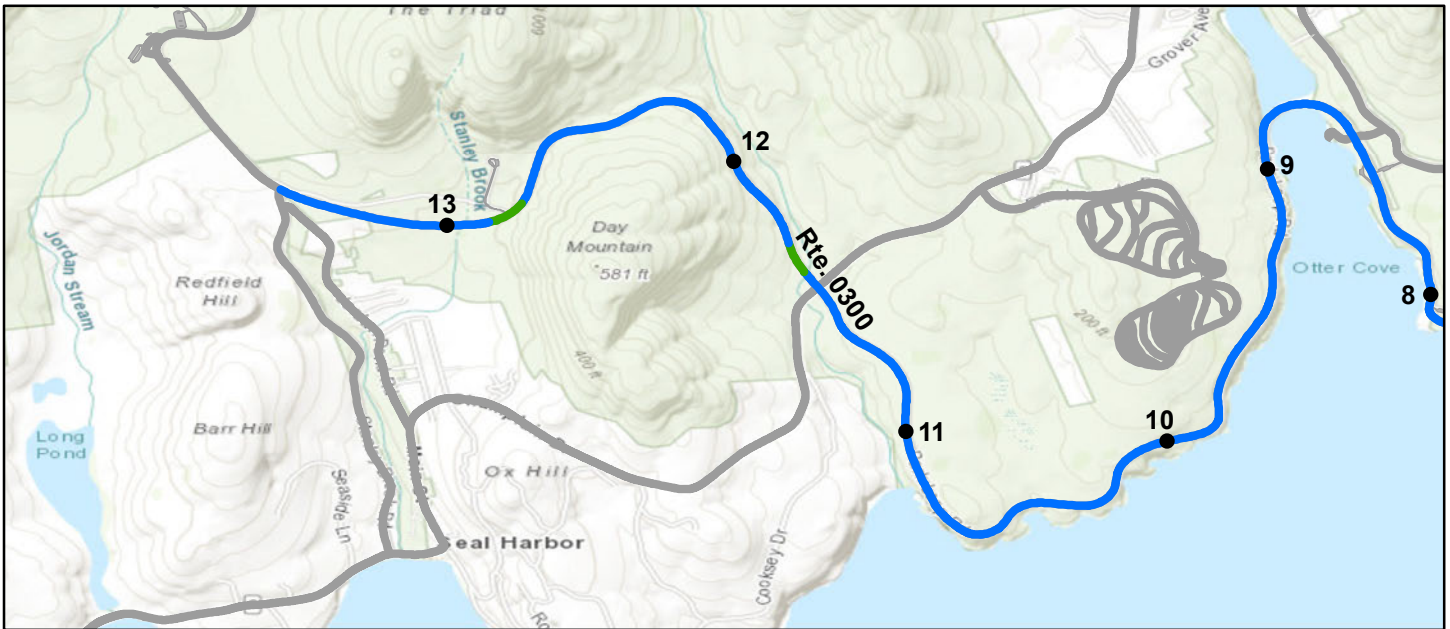 The Triad
600 ft
Grover Ave
Stanley Brook
12
9
13
Rte. 0300
Day
Mountain
581 ft
Otter Cove
8
Jordan Stream
Redfield
Hill
200 ft
400 ft
Barr Hill
11
10
Long
Pond
Ox Hill
Seaside Ln
Seal Harbor
Cooksey Dr